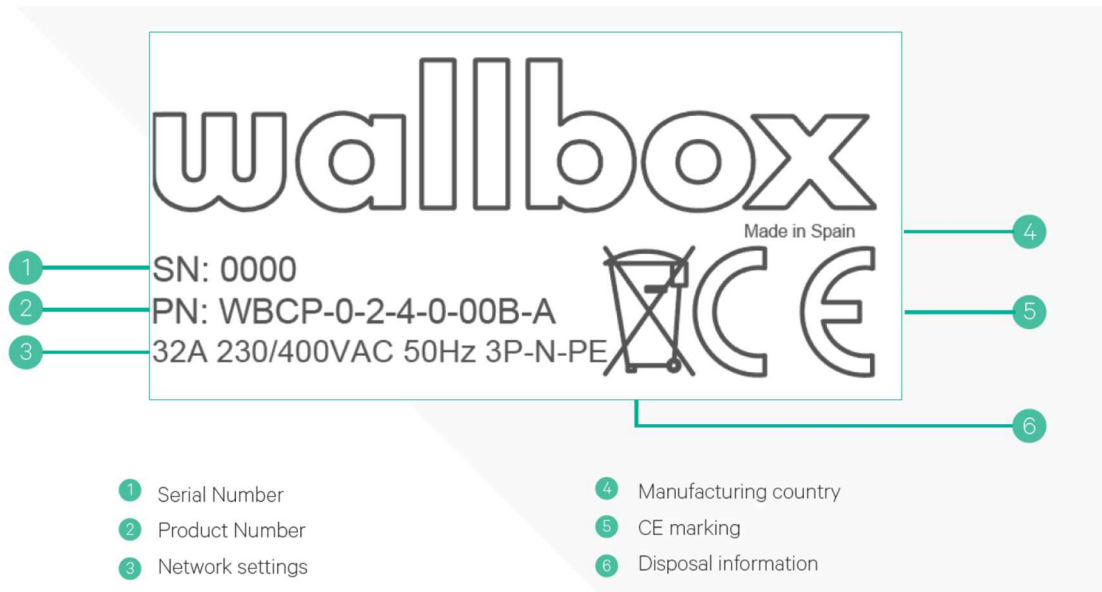 wallbox
Made in Spain
4
1
SN: 0000
CE
2
PN: WBCP-0-2-4-0-00B-A
5
3
32A 230/400VAC 50Hz 3P-N-PE
6
1 Serial Number
2 Product Number
3 Network settings
4 Manufacturing country
5 CE marking
6 Disposal information